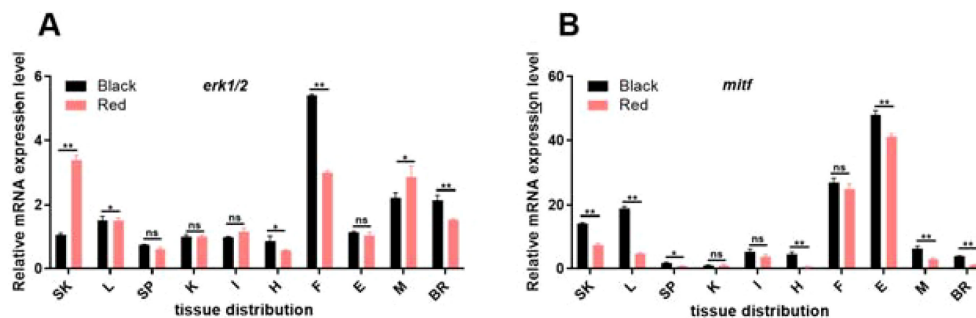 A
Relative mRNA expression level
6
4
2
0
Black
Red
erk1/2
**
*
ns
ns
ns
*
**
ns
*
**
SK
L
SP
K
I
H
F
E
M
BR
tissue distribution
B
Relative mRNA expression level
60
40
20
0
Black
Red
mitf
**
**
*
ns
ns
**
ns
**
**
**
SK
L
SP
K
I
H
F
E
M
BR
tissue distribution